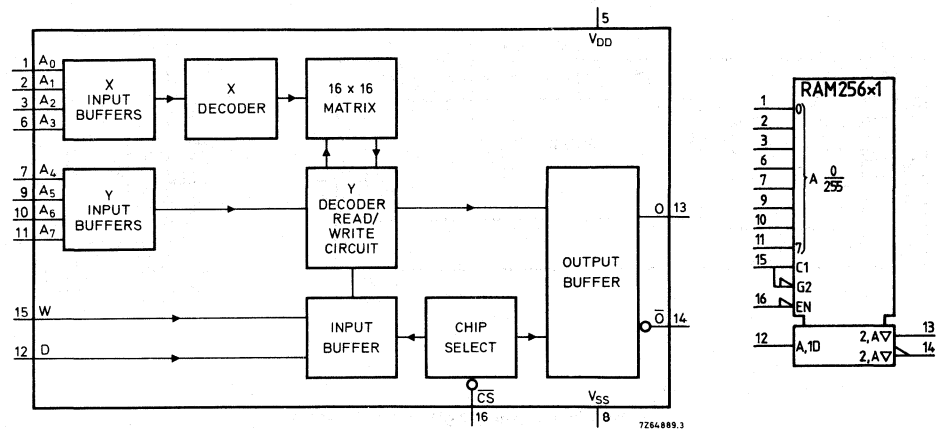 5
VDD
1 A0
2 A1
3 A2
6 A3
X
INPUT
BUFFERS
X
DECODER
16 x 16
MATRIX
7 A4
9 A5
10 A6
11 A7
Y
INPUT
BUFFERS
Y
DECODER
READ/
WRITE
CIRCUIT
OUTPUT
BUFFER
O 13
O̅ 14
15 W
12 D
INPUT
BUFFER
CHIP
SELECT
C̅S̅
16
VSS
8
7Z64889.3
RAM256x1
1 0
2
3
6
7
9
10
11 7
A 0/255
15 C1
G2
16 EN
12 A,1D
2,A▽ 13
2,A▽ 14